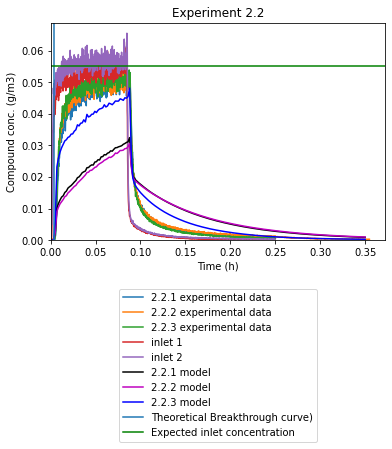 Experiment 2.2
Compound conc. (g/m3)
0.06
0.05
0.04
0.03
0.02
0.01
0.00
0.00 0.05 0.10 0.15 0.20 0.25 0.30 0.35
Time (h)
2.2.1 experimental data
2.2.2 experimental data
2.2.3 experimental data
inlet 1
inlet 2
2.2.1 model
2.2.2 model
2.2.3 model
Theoretical Breakthrough curve)
Expected inlet concentration